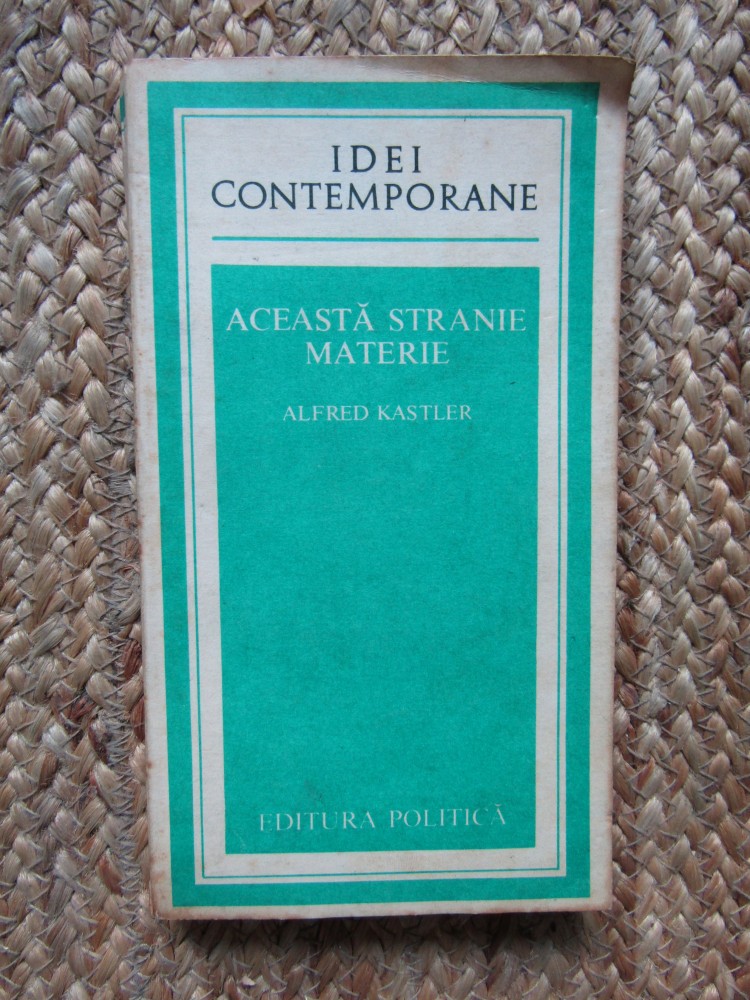 IDEI
CONTEMPORANE
ACEASTĂ STRANIE
MATERIE
ALFRED KASTLER
EDITURA POLITICĂ